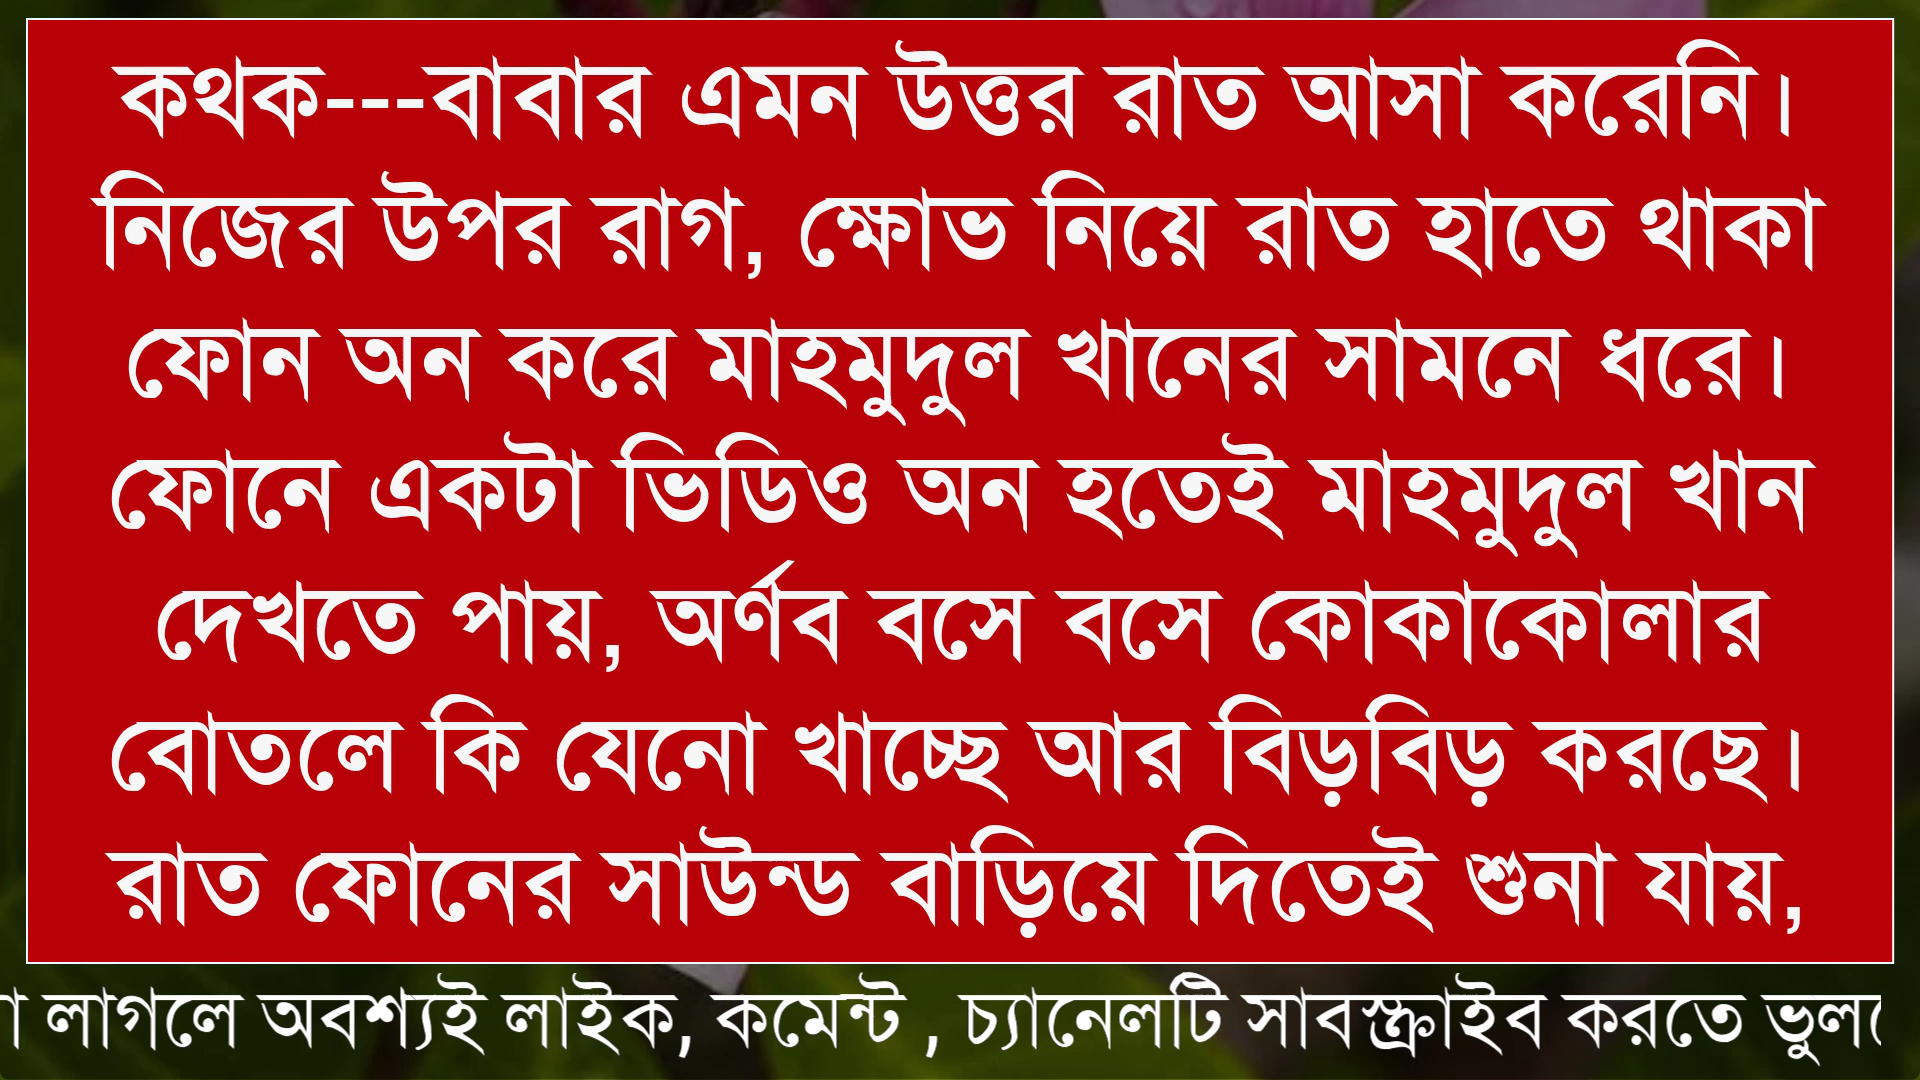 কথক---বাবার এমন উত্তর রাত আসা করেনি।
নিজের উপর রাগ, ক্ষোভ নিয়ে রাত হাতে থাকা
ফোন অন করে মাহমুদুল খানের সামনে ধরে।
ফোনে একটা ভিডিও অন হতেই মাহমুদুল খান
দেখতে পায়, অর্ণব বসে বসে কোকাকোলার
বোতলে কি যেনো খাচ্ছে আর বিড়বিড় করছে।
রাত ফোনের সাউন্ড বাড়িয়ে দিতেই শুনা যায়,
লাগলে অবশ্যই লাইক, কমেন্ট , চ্যানেলটি সাবস্ক্রাইব করতে